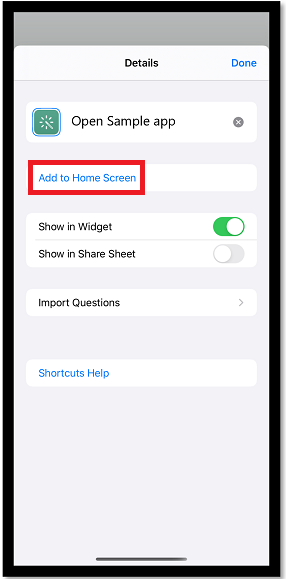 Details
Done
Open Sample app
Add to Home Screen
Show in Widget
Show in Share Sheet
Import Questions
Shortcuts Help